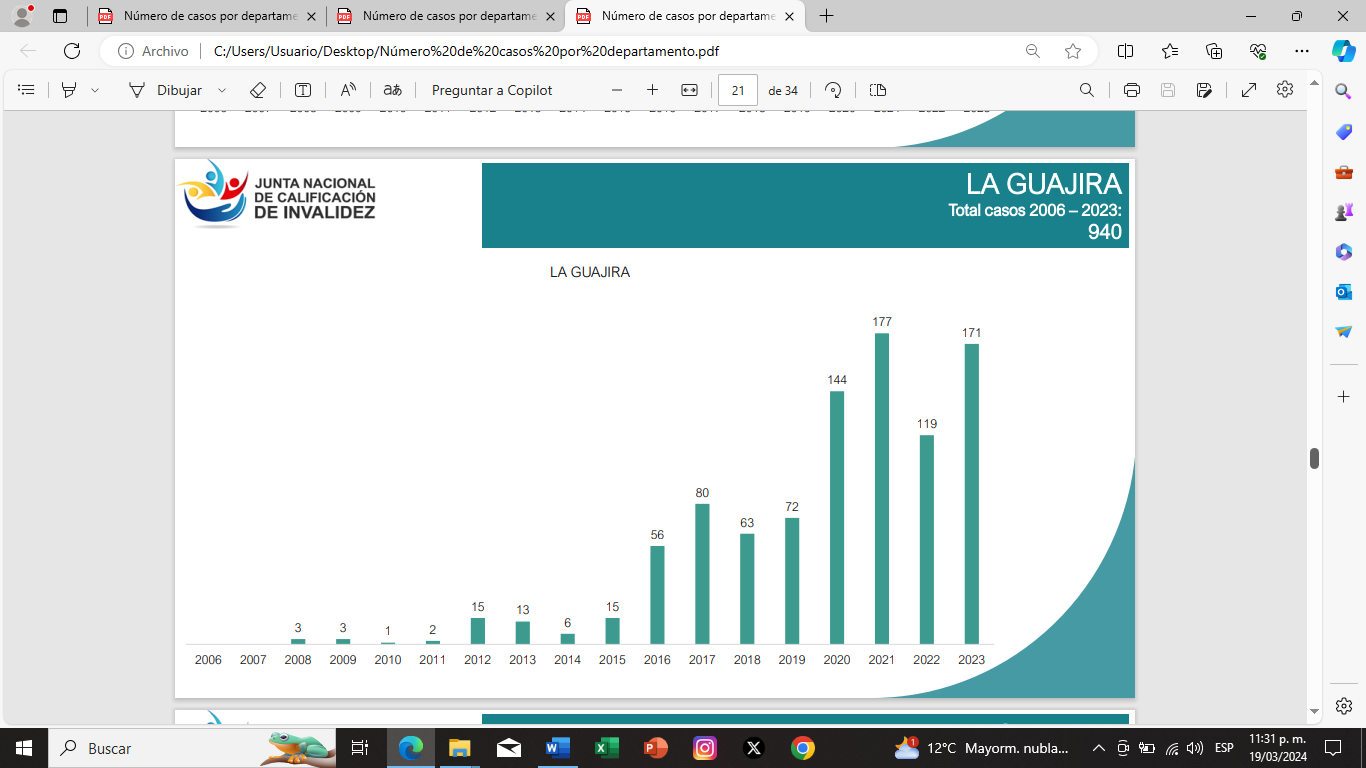 Número de casos por departame
Número de casos por departame
Número de casos por departame
Archivo
C:/Users/Usuario/Desktop/Número%20de%20casos%20por%20departamento.pdf
Dibujar
aあ
Preguntar a Copilot
21
de 34
JUNTA NACIONAL
DE CALIFICACIÓN
DE INVALIDEZ
LA GUAJIRA
Total casos 2006 – 2023:
940
LA GUAJIRA
3 3 1 2 15 13 6 15 56 80 63 72 144 177 119 171
2006 2007 2008 2009 2010 2011 2012 2013 2014 2015 2016 2017 2018 2019 2020 2021 2022 2023
Buscar
1
12°C Mayorm. nubla...
ESP
11:31 p. m.
19/03/2024